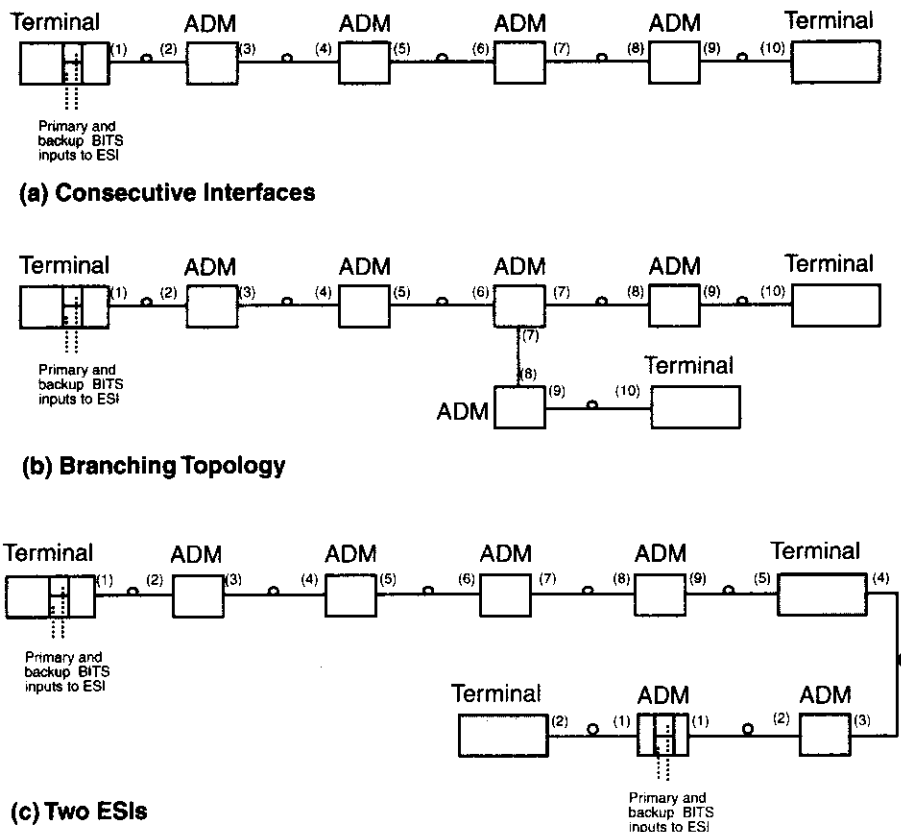 Terminal ADM ADM ADM ADM Terminal
(1) (2) (3) (4) (5) (6) (7) (8) (9) (10)
Primary and
backup BITS
inputs to ESI
(a) Consecutive Interfaces
Terminal ADM ADM ADM ADM Terminal
(1) (2) (3) (4) (5) (6) (7) (8) (9) (10)
Primary and
backup BITS
inputs to ESI
(7)
(8)
Terminal
ADM (9) (10)
(b) Branching Topology
Terminal ADM ADM ADM ADM Terminal
(1) (2) (3) (4) (5) (6) (7) (8) (9) (5) (4)
Primary and
backup BITS
inputs to ESI
Terminal ADM ADM
(2) (1) (1) (2) (3)
Primary and
backup BITS
inputs to ESI
(c) Two ESIs